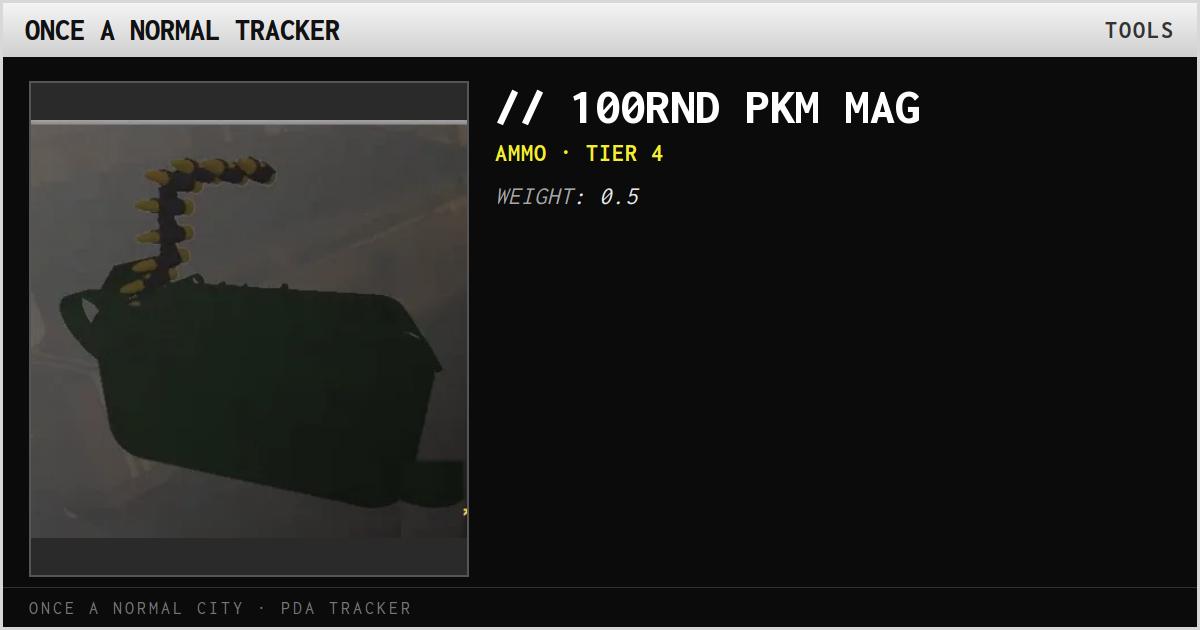 ONCE A NORMAL TRACKER
TOOLS
// 100RND PKM MAG
AMMO · TIER 4
WEIGHT: 0.5
ONCE A NORMAL CITY · PDA TRACKER